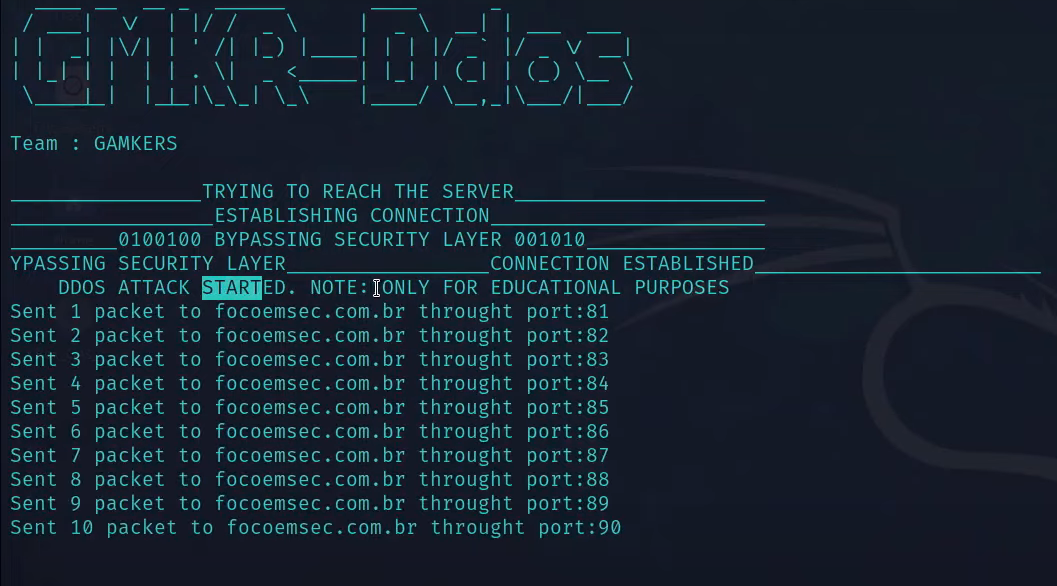 GMKR-Ddos
Team : GAMKERS
________________TRYING TO REACH THE SERVER_____________________
_________________ESTABLISHING CONNECTION_______________________
_________0100100 BYPASSING SECURITY LAYER 001010_______________
YPASSING SECURITY LAYER_________________CONNECTION ESTABLISHED________________________
DDOS ATTACK STARTED. NOTE: ONLY FOR EDUCATIONAL PURPOSES
Sent 1 packet to focoemsec.com.br throught port:81
Sent 2 packet to focoemsec.com.br throught port:82
Sent 3 packet to focoemsec.com.br throught port:83
Sent 4 packet to focoemsec.com.br throught port:84
Sent 5 packet to focoemsec.com.br throught port:85
Sent 6 packet to focoemsec.com.br throught port:86
Sent 7 packet to focoemsec.com.br throught port:87
Sent 8 packet to focoemsec.com.br throught port:88
Sent 9 packet to focoemsec.com.br throught port:89
Sent 10 packet to focoemsec.com.br throught port:90